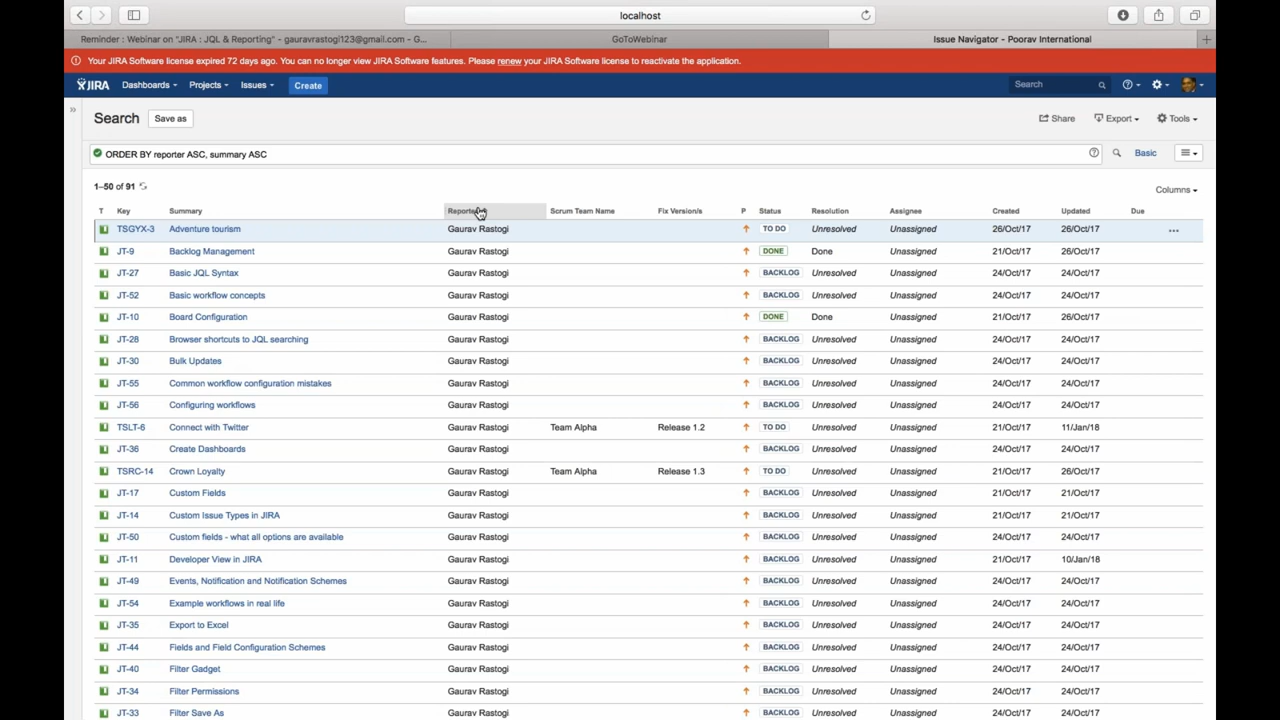 localhost
Reminder : Webinar on "JIRA : JQL & Reporting" - gauravrastogi123@gmail.com - G...
GoToWebinar
Issue Navigator - Poorav International
Your JIRA Software license expired 72 days ago. You can no longer view JIRA Software features. Please renew your JIRA Software license to reactivate the application.
JIRA Dashboards Projects Issues Create Search
Search Save as Share Export Tools
ORDER BY reporter ASC, summary ASC Basic
1–50 of 91 Columns
T Key Summary Scrum Team Name Fix Version/s P Status Resolution Assignee Created Updated Due
TSGYX-3 Adventure tourism Gaurav Rastogi TO DO Unresolved Unassigned 26/Oct/17 26/Oct/17 ...
JT-9 Backlog Management Gaurav Rastogi DONE Done Unassigned 21/Oct/17 26/Oct/17
JT-27 Basic JQL Syntax Gaurav Rastogi BACKLOG Unresolved Unassigned 24/Oct/17 24/Oct/17
JT-52 Basic workflow concepts Gaurav Rastogi BACKLOG Unresolved Unassigned 24/Oct/17 24/Oct/17
JT-10 Board Configuration Gaurav Rastogi DONE Done Unassigned 21/Oct/17 26/Oct/17
JT-28 Browser shortcuts to JQL searching Gaurav Rastogi BACKLOG Unresolved Unassigned 24/Oct/17 24/Oct/17
JT-30 Bulk Updates Gaurav Rastogi BACKLOG Unresolved Unassigned 24/Oct/17 24/Oct/17
JT-55 Common workflow configuration mistakes Gaurav Rastogi BACKLOG Unresolved Unassigned 24/Oct/17 24/Oct/17
JT-56 Configuring workflows Gaurav Rastogi BACKLOG Unresolved Unassigned 24/Oct/17 24/Oct/17
TSLT-6 Connect with Twitter Gaurav Rastogi Team Alpha Release 1.2 TO DO Unresolved Unassigned 21/Oct/17 11/Jan/18
JT-36 Create Dashboards Gaurav Rastogi BACKLOG Unresolved Unassigned 24/Oct/17 24/Oct/17
TSRC-14 Crown Loyalty Gaurav Rastogi Team Alpha Release 1.3 TO DO Unresolved Unassigned 21/Oct/17 26/Oct/17
JT-17 Custom Fields Gaurav Rastogi BACKLOG Unresolved Unassigned 21/Oct/17 21/Oct/17
JT-14 Custom Issue Types in JIRA Gaurav Rastogi BACKLOG Unresolved Unassigned 21/Oct/17 21/Oct/17
JT-50 Custom fields - what all options are available Gaurav Rastogi BACKLOG Unresolved Unassigned 24/Oct/17 24/Oct/17
JT-11 Developer View in JIRA Gaurav Rastogi BACKLOG Unresolved Unassigned 21/Oct/17 10/Jan/18
JT-49 Events, Notification and Notification Schemes Gaurav Rastogi BACKLOG Unresolved Unassigned 24/Oct/17 24/Oct/17
JT-54 Example workflows in real life Gaurav Rastogi BACKLOG Unresolved Unassigned 24/Oct/17 24/Oct/17
JT-35 Export to Excel Gaurav Rastogi BACKLOG Unresolved Unassigned 24/Oct/17 24/Oct/17
JT-44 Fields and Field Configuration Schemes Gaurav Rastogi BACKLOG Unresolved Unassigned 24/Oct/17 24/Oct/17
JT-40 Filter Gadget Gaurav Rastogi BACKLOG Unresolved Unassigned 24/Oct/17 24/Oct/17
JT-34 Filter Permissions Gaurav Rastogi BACKLOG Unresolved Unassigned 24/Oct/17 24/Oct/17
JT-33 Filter Save As Gaurav Rastogi BACKLOG Unresolved Unassigned 24/Oct/17 24/Oct/17